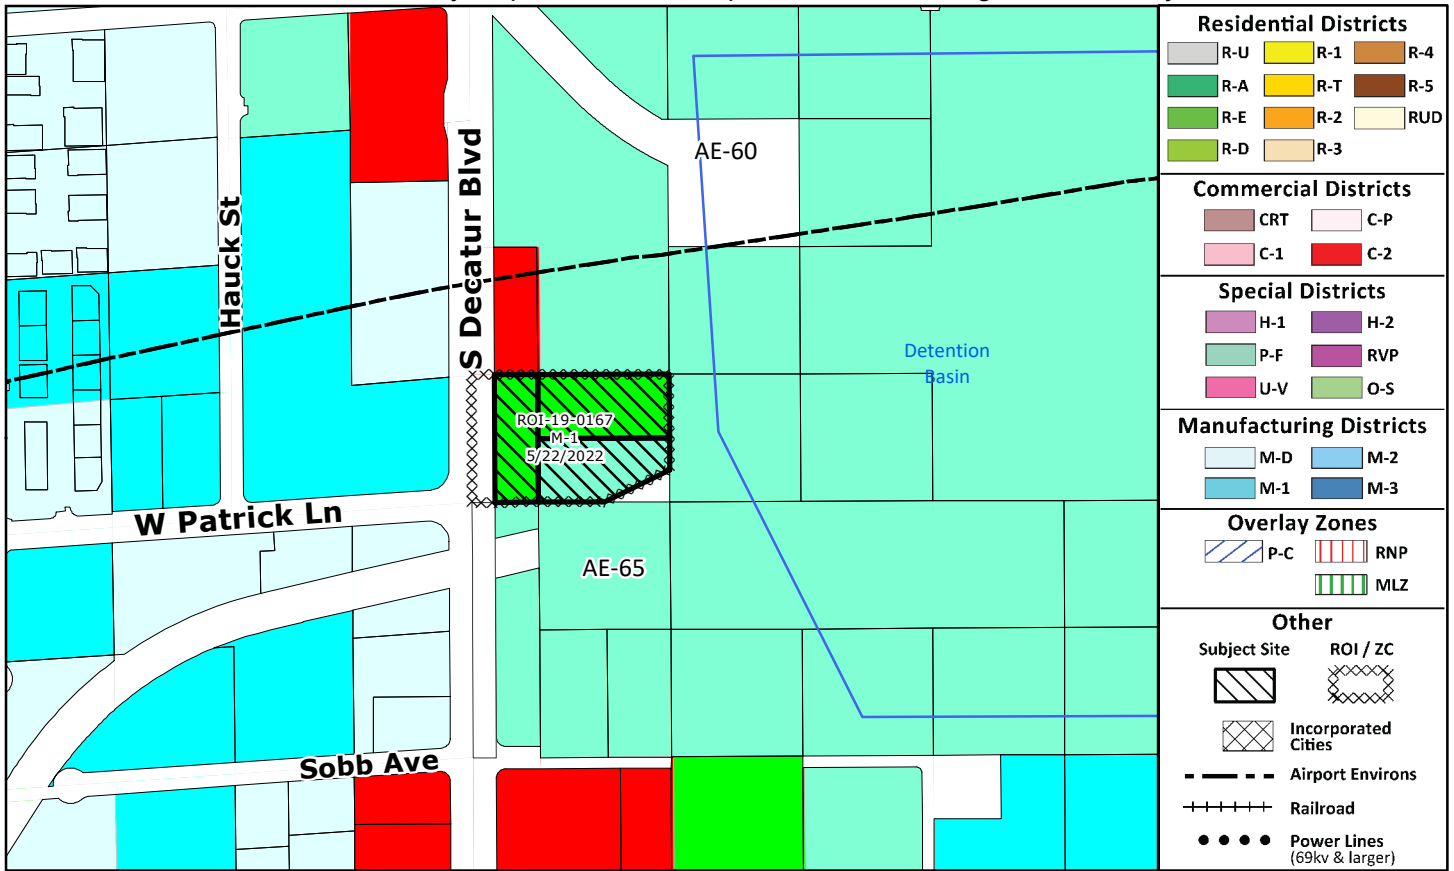 Hauck St
S Decatur Blvd
AE-60
Detention
Basin
ROI-19-0167
M-1
5/22/2022
W Patrick Ln
AE-65
Sobb Ave
Residential Districts
R-U
R-1
R-4
R-A
R-T
R-5
R-E
R-2
RUD
R-D
R-3
Commercial Districts
CRT
C-P
C-1
C-2
Special Districts
H-1
H-2
P-F
RVP
U-V
O-S
Manufacturing Districts
M-D
M-2
M-1
M-3
Overlay Zones
P-C
RNP
MLZ
Other
Subject Site
ROI / ZC
Incorporated
Cities
Airport Environs
Railroad
Power Lines
(69kv & larger)